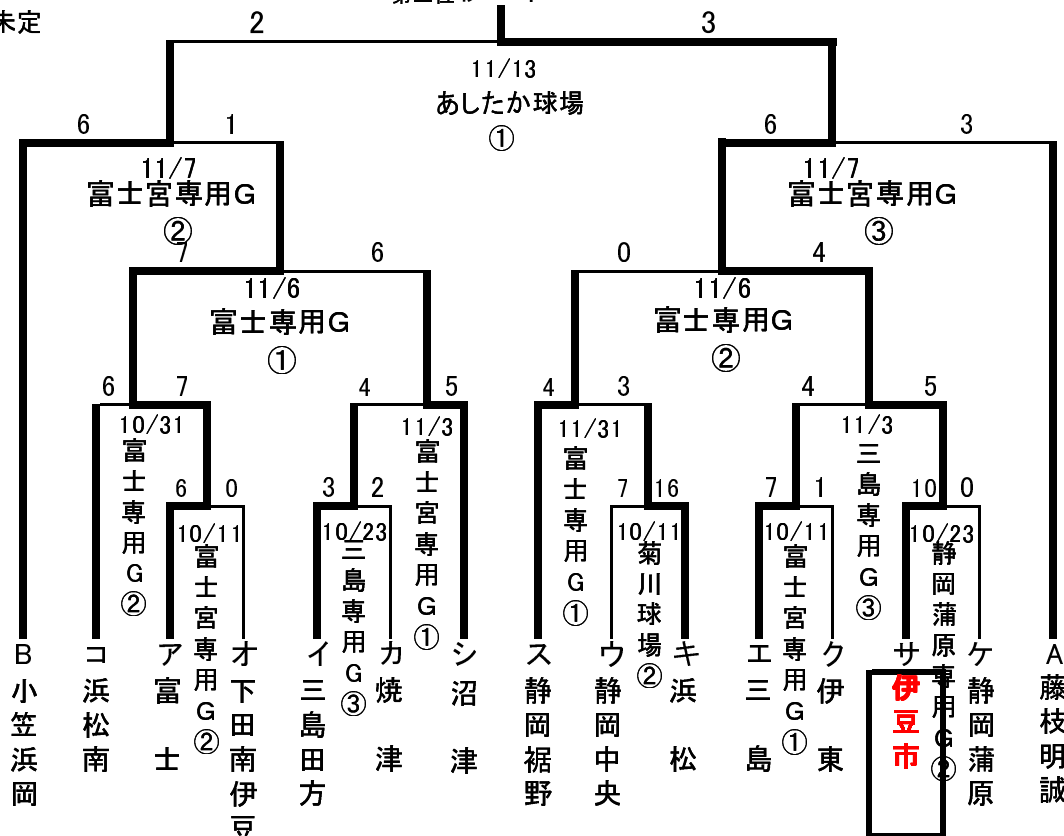 未定
2 3
11/13
あしたか球場
①
6 1 6 3
11/7 11/7
富士宮専用G 富士宮専用G
② ③
7 6 0 4
11/6 11/6
富士専用G 富士専用G
① ②
6 7 4 5 4 3 4 5
10/31 11/3 11/31 11/3
富士専用G②
富士宮専用G①
富士専用G①
三島専用G③
6 0 3 2 7 16 7 1 10 0
10/11 10/23 10/11 10/11 10/23
富士宮専用G②
三島専用G③
菊川球場②
富士宮専用G①
静岡蒲原専用G②
B小笠浜岡
コ浜松南
ア富士
オ下田南伊豆
イ三島田方
カ焼津
シ沼津
ス静岡裾野
ウ静岡中央
キ浜松
エ三島
ク伊東
サ伊豆市
ケ静岡蒲原
A藤枝明誠